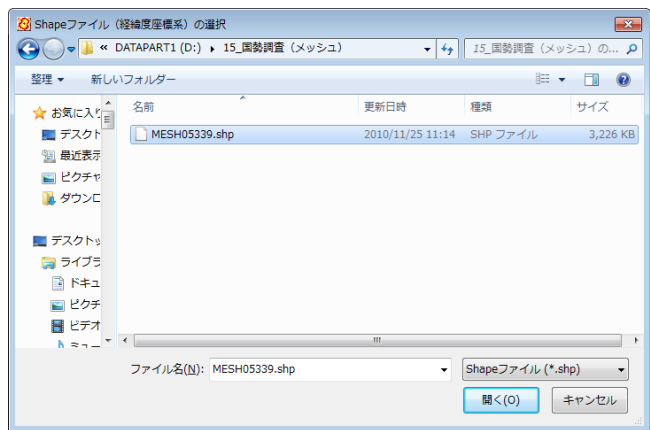 Shapeファイル（経緯度座標系）の選択
« DATAPART1 (D:) ▸ 15_国勢調査（メッシュ）
15_国勢調査（メッシュ）の...
整理 新しいフォルダー
名前 更新日時 種類 サイズ
MESH05339.shp 2010/11/25 11:14 SHP ファイル 3,226 KB
お気に入り
デスクト
最近表示
ピクチャ
ダウンロ
デスクトッ
ライブラ
ドキュ
ピクチ
ビデオ
ミュー
ファイル名(N): MESH05339.shp Shapeファイル (*.shp)
開く(O) キャンセル